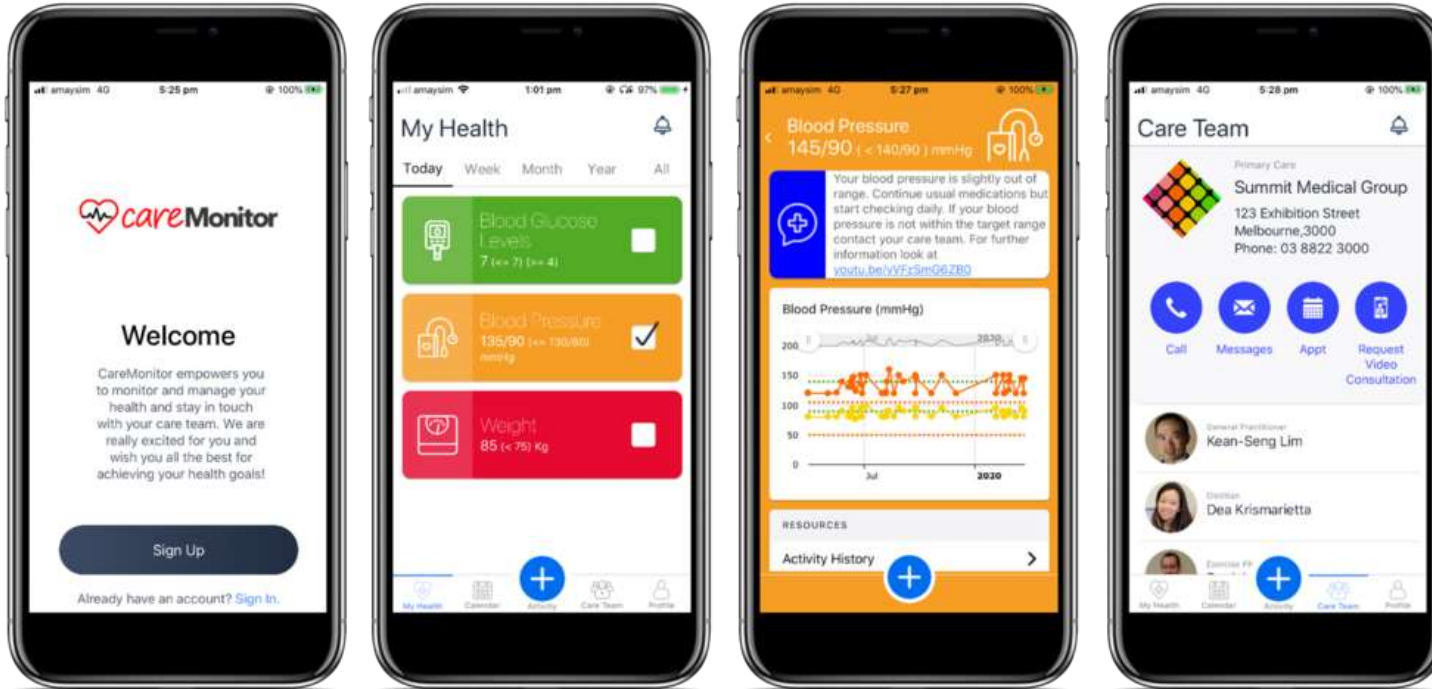 amaysim 4G 5:25 pm 100%
careMonitor
Welcome
CareMonitor empowers you
to monitor and manage your
health and stay in touch
with your care team. We are
really excited for you and
wish you all the best for
achieving your health goals!
Sign Up
Already have an account? Sign In.
amaysim 1:01 pm 97%
My Health
Today Week Month Year All
Blood Glucose
Levels
7 (<= 7) (>= 4)
Blood Pressure
135/90 (<= 130/80)
mmHg
Weight
85 (< 75) Kg
My Health Calendar Activity Care Team Profile
amaysim 4G 5:27 pm 100%
Blood Pressure
145/90 ( < 140/90 ) mmHg
Your blood pressure is slightly out of
range. Continue usual medications but
start checking daily. If your blood
pressure is not within the target range
contact your care team. For further
information look at
Blood Pressure (mmHg)
Jul 2020
200
150
100
50
0
Jul 2020
RESOURCES
Activity History
amaysim 4G 5:28 pm 100%
Care Team
Primary Care
Summit Medical Group
123 Exhibition Street
Melbourne,3000
Phone: 03 8822 3000
Call Messages Appt Request
Video
Consultation
General Practitioner
Kean-Seng Lim
Dietitian
Dea Krismarietta
My Health Calendar Activity Care Team Profile